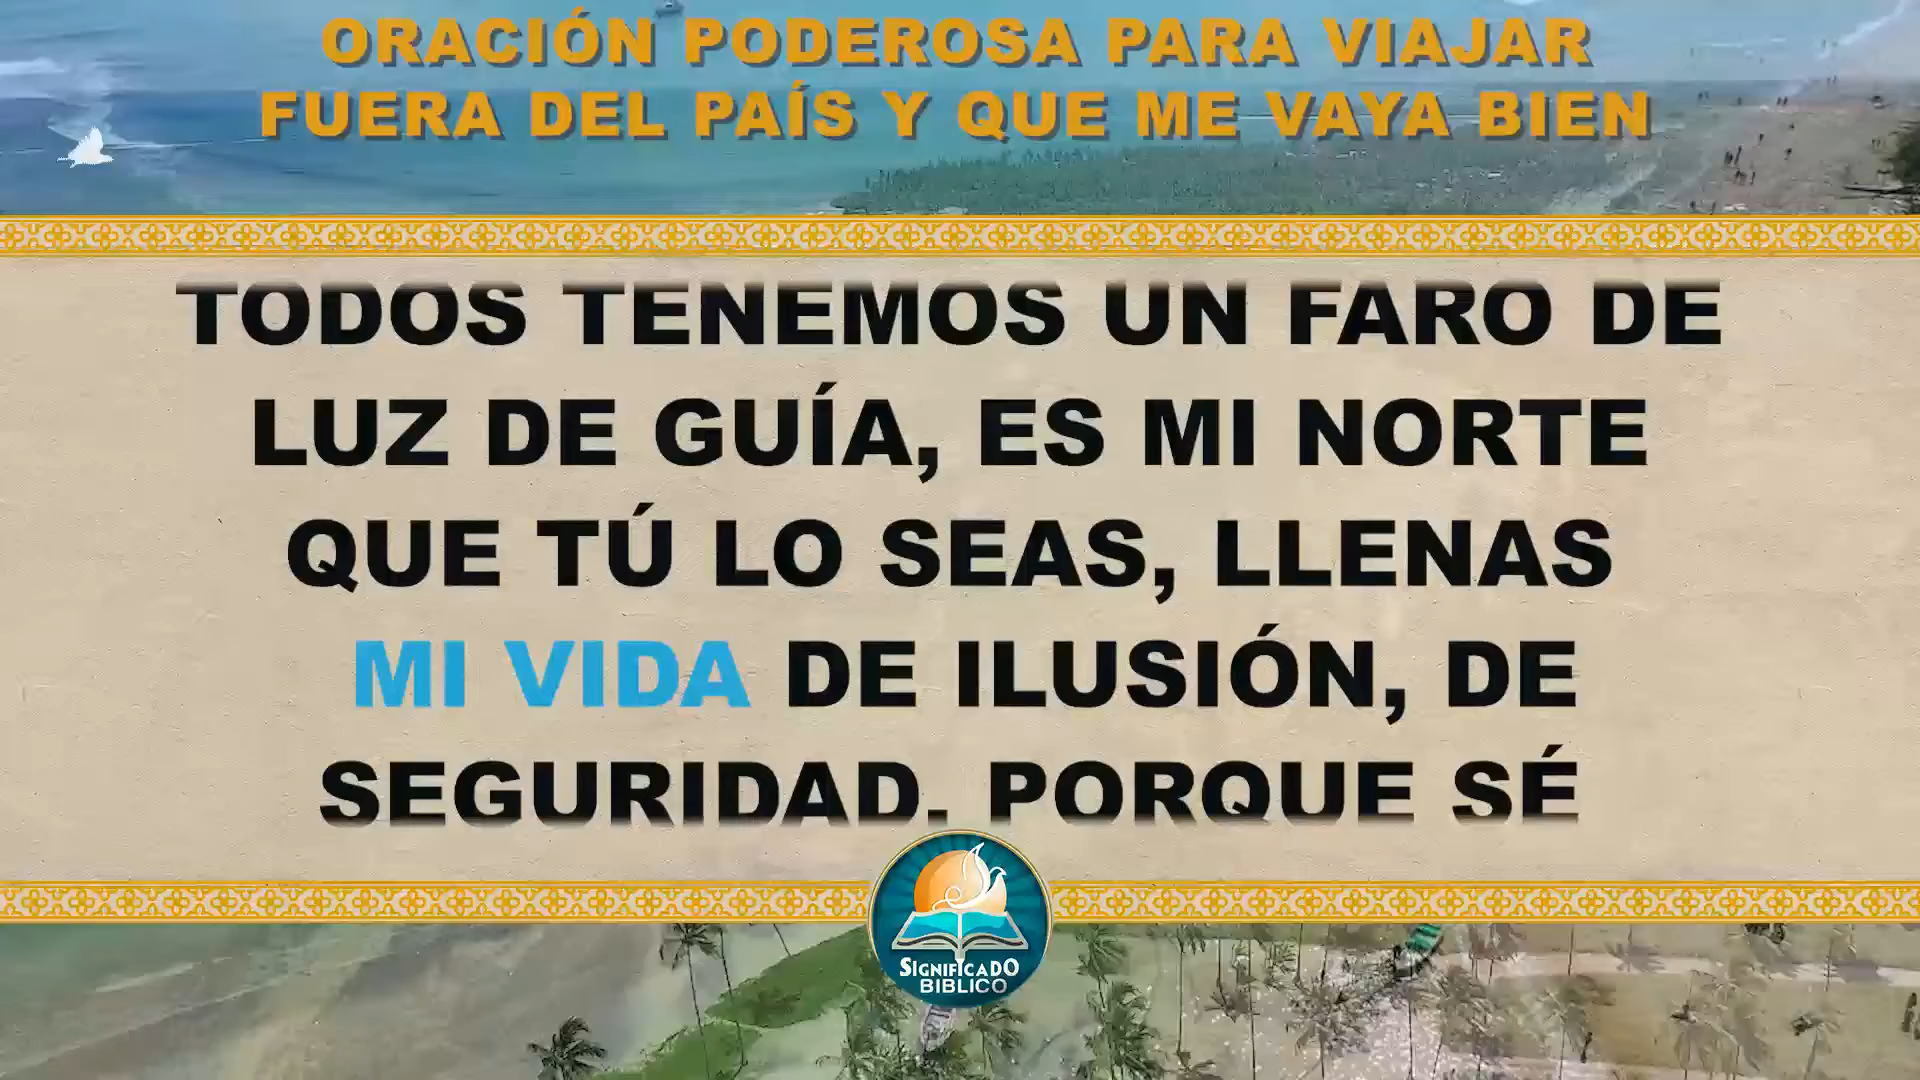 ORACIÓN PODEROSA PARA VIAJAR
FUERA DEL PAÍS Y QUE ME VAYA BIEN
TODOS TENEMOS UN FARO DE
LUZ DE GUÍA, ES MI NORTE
QUE TÚ LO SEAS, LLENAS
MI VIDA DE ILUSIÓN, DE
SEGURIDAD, PORQUE SÉ
SIGNIFICADO
BIBLICO